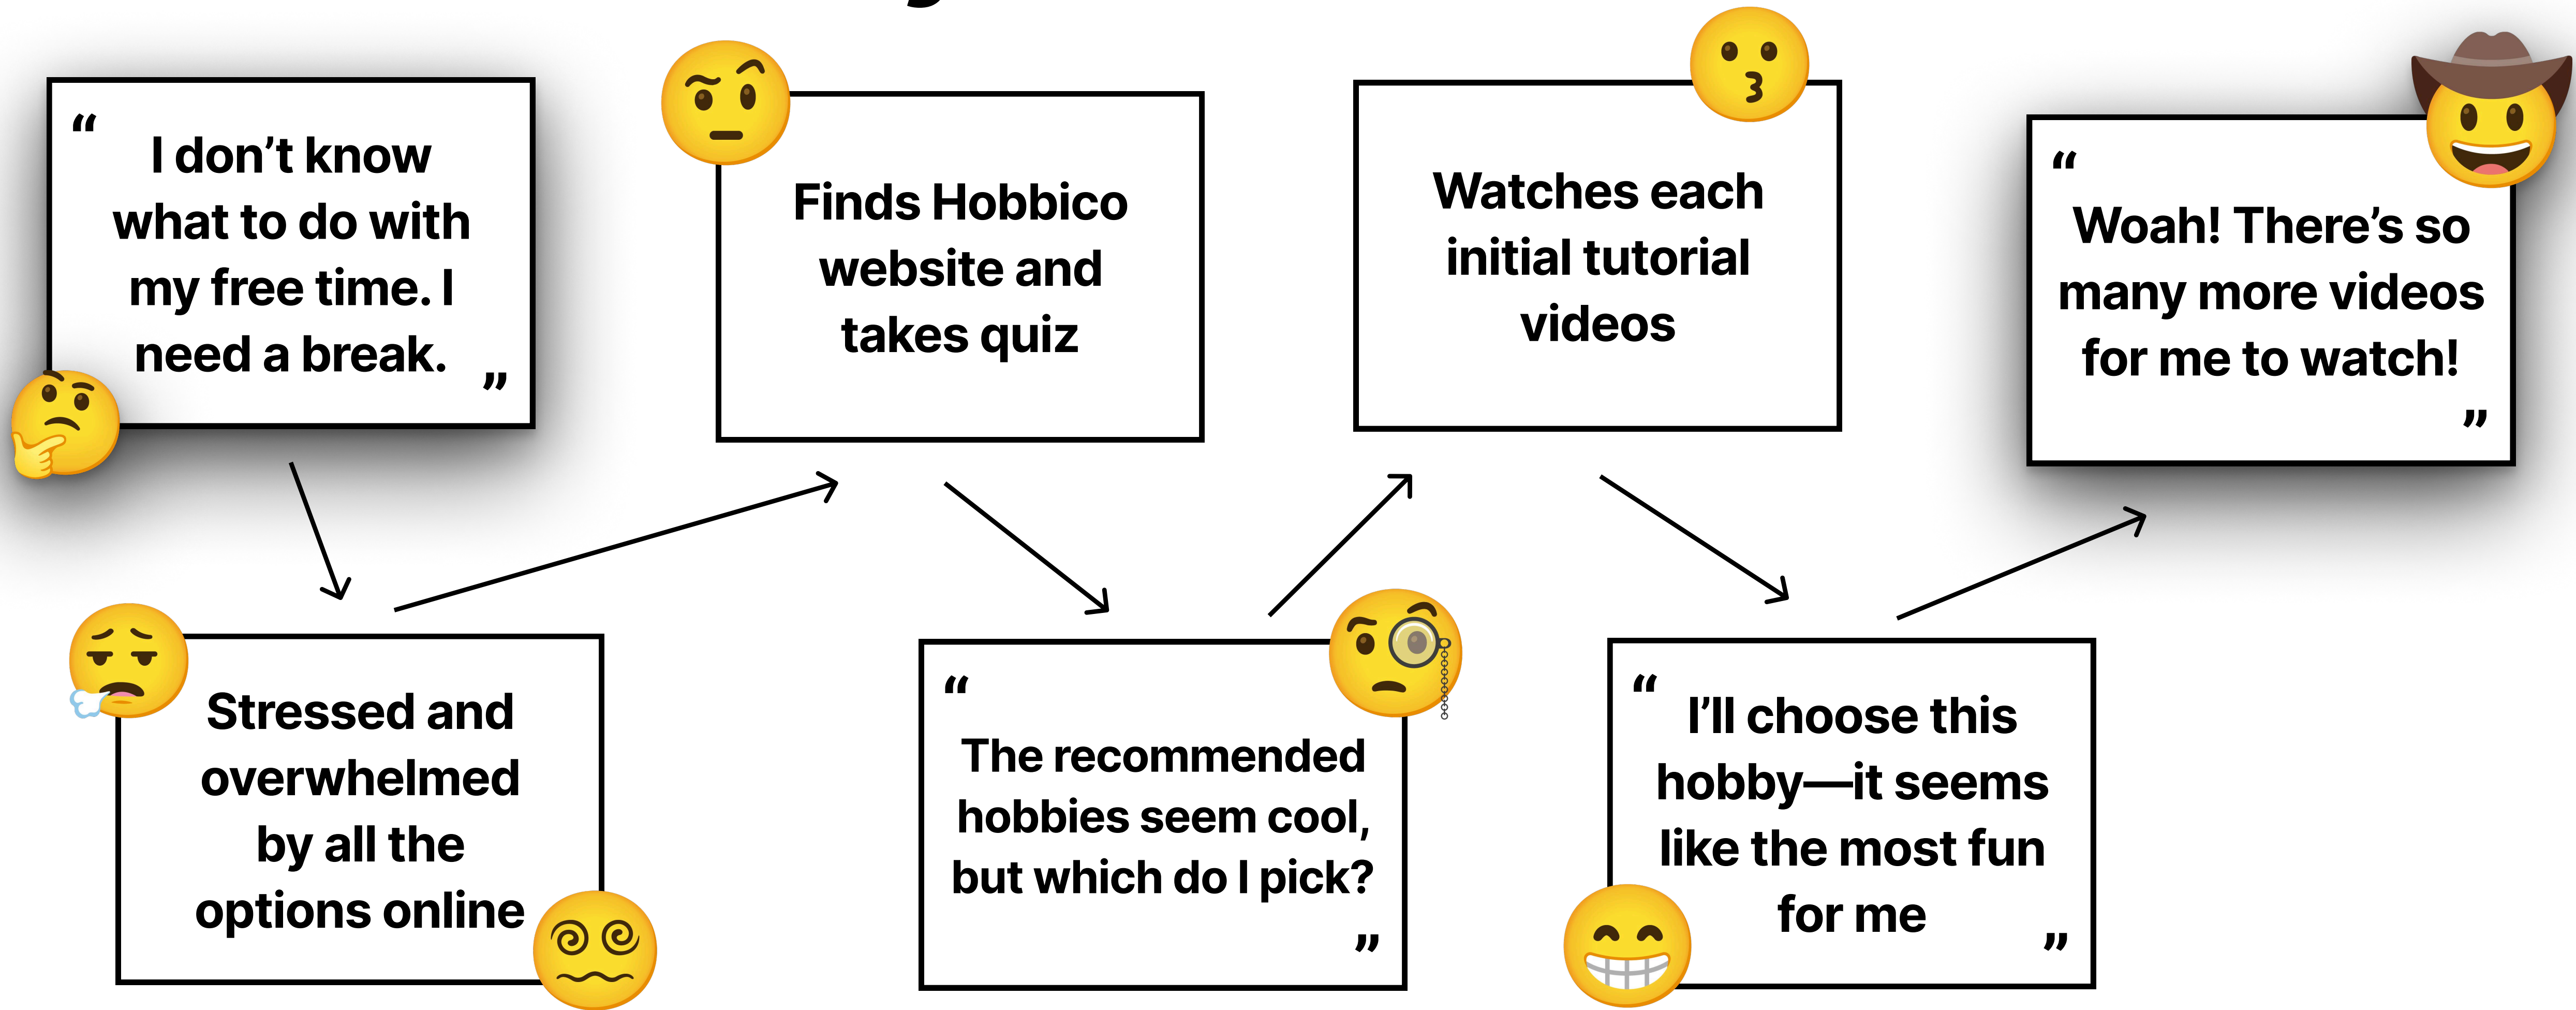 “
I don’t know
what to do with
my free time. I
need a break.
”
Stressed and
overwhelmed
by all the
options online
Finds Hobbico
website and
takes quiz
“
The recommended
hobbies seem cool,
but which do I pick?
”
Watches each
initial tutorial
videos
“
I’ll choose this
hobby—it seems
like the most fun
for me
”
“
Woah! There’s so
many more videos
for me to watch!
”